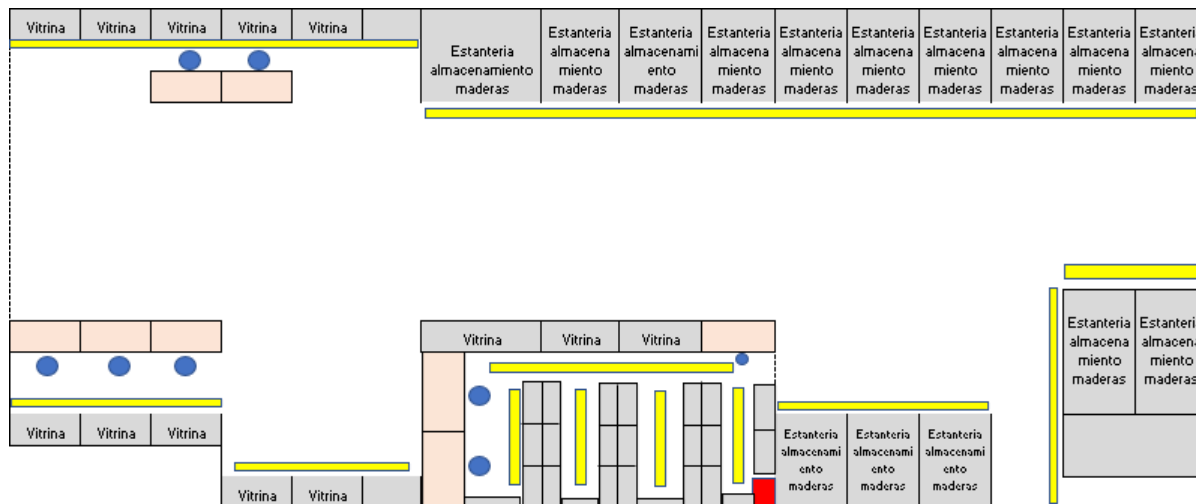 Vitrina
Vitrina
Vitrina
Vitrina
Vitrina
Estanteria
almacenamiento
maderas
Estanteria
almacena
miento
maderas
Estanteria
almacenami
ento
maderas
Estanteria
almacena
miento
maderas
Estanteria
almacena
miento
maderas
Estanteria
almacena
miento
maderas
Estanteria
almacena
miento
maderas
Estanteria
almacena
miento
maderas
Estanteria
almacena
miento
maderas
Estanteri
almacena
miento
maderas
Estanteria
almacena
miento
maderas
Estanteri
almacena
miento
maderas
Vitrina
Vitrina
Vitrina
Vitrina
Vitrina
Vitrina
Estanteria
almacenami
ento
maderas
Estanteria
almacenami
ento
maderas
Estanteria
almacenami
ento
maderas
Vitrina
Vitrina